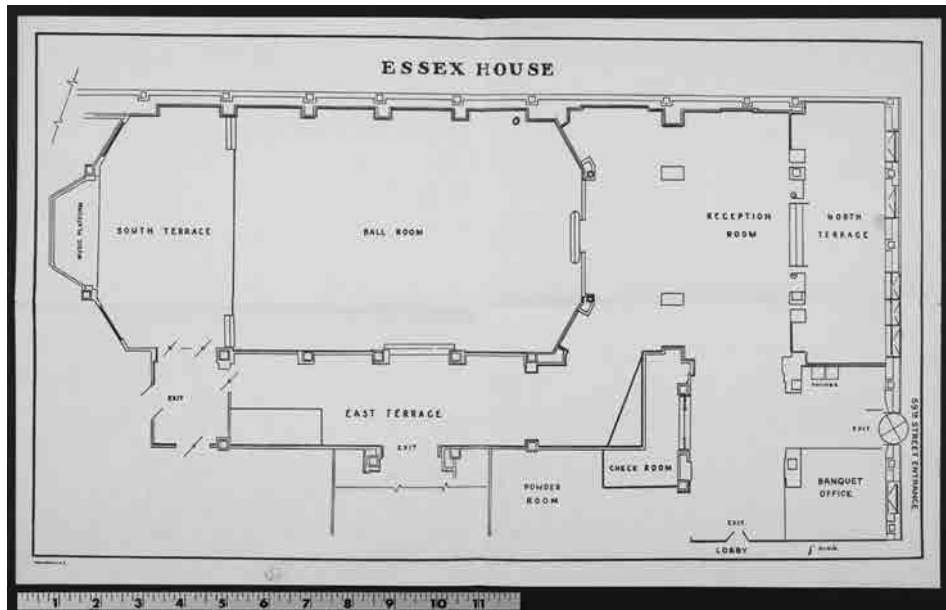 ESSEX HOUSE
MUSIC PLATFORM
SOUTH TERRACE
BALL ROOM
RECEPTION
ROOM
NORTH
TERRACE
EXIT
EAST TERRACE
EXIT
PHONES
EXIT
59TH STREET ENTRANCE
CHECK ROOM
POWDER
ROOM
BANQUET
OFFICE
EXIT
LOBBY
1 2 3 4 5 6 7 8 9 10 11